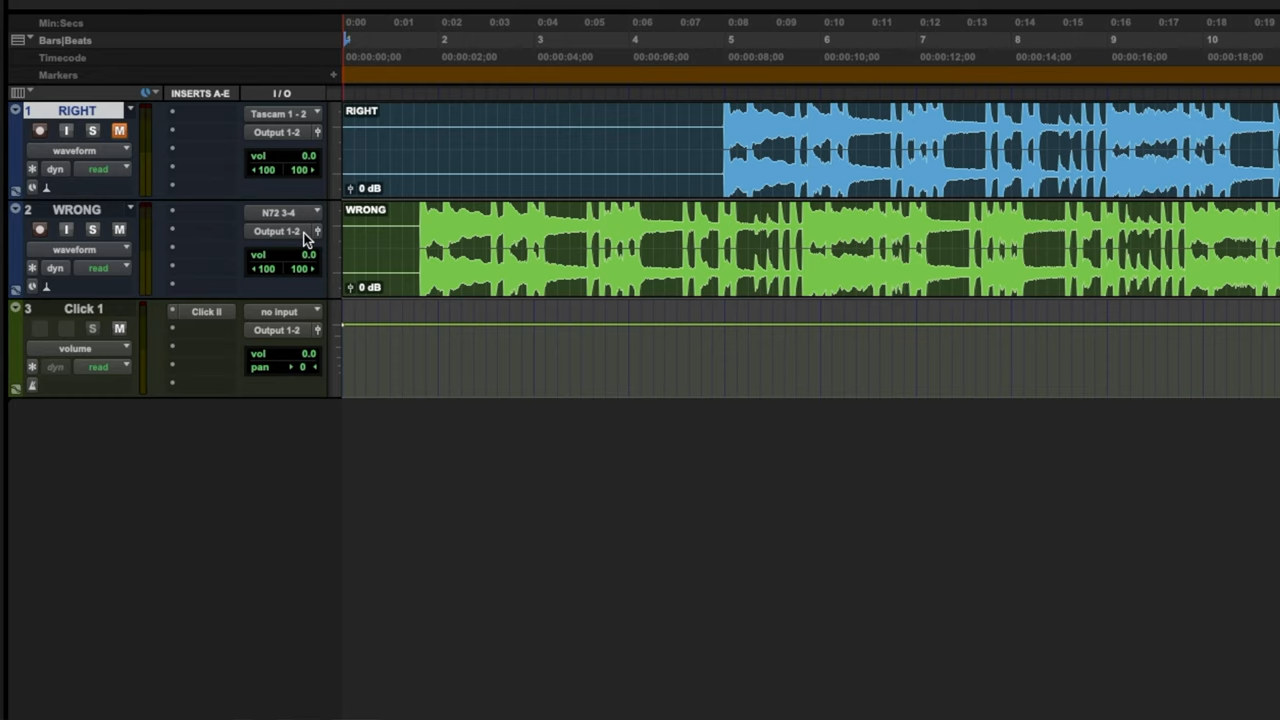 Min:Secs 0:00 0:01 0:02 0:03 0:04 0:05 0:06 0:07 0:08 0:09 0:10 0:11 0:12 0:13 0:14 0:15 0:16 0:17 0:18 0:19
Bars|Beats 1 2 3 4 5 6 7 8 9 10
Timecode 00:00:00;00 00:00:02;00 00:00:04;00 00:00:06;00 00:00:08;00 00:00:10;00 00:00:12;00 00:00:14;00 00:00:16;00 00:00:18;00
Markers +
INSERTS A-E I / O
1 RIGHT Tascam 1 - 2 RIGHT
I S M Output 1-2
waveform vol 0.0
dyn read 100 100
0 dB
2 WRONG N72 3-4 WRONG
I S M Output 1-2
waveform vol 0.0
dyn read 100 100
0 dB
3 Click 1 Click II no input
S M Output 1-2
volume vol 0.0
dyn read pan 0